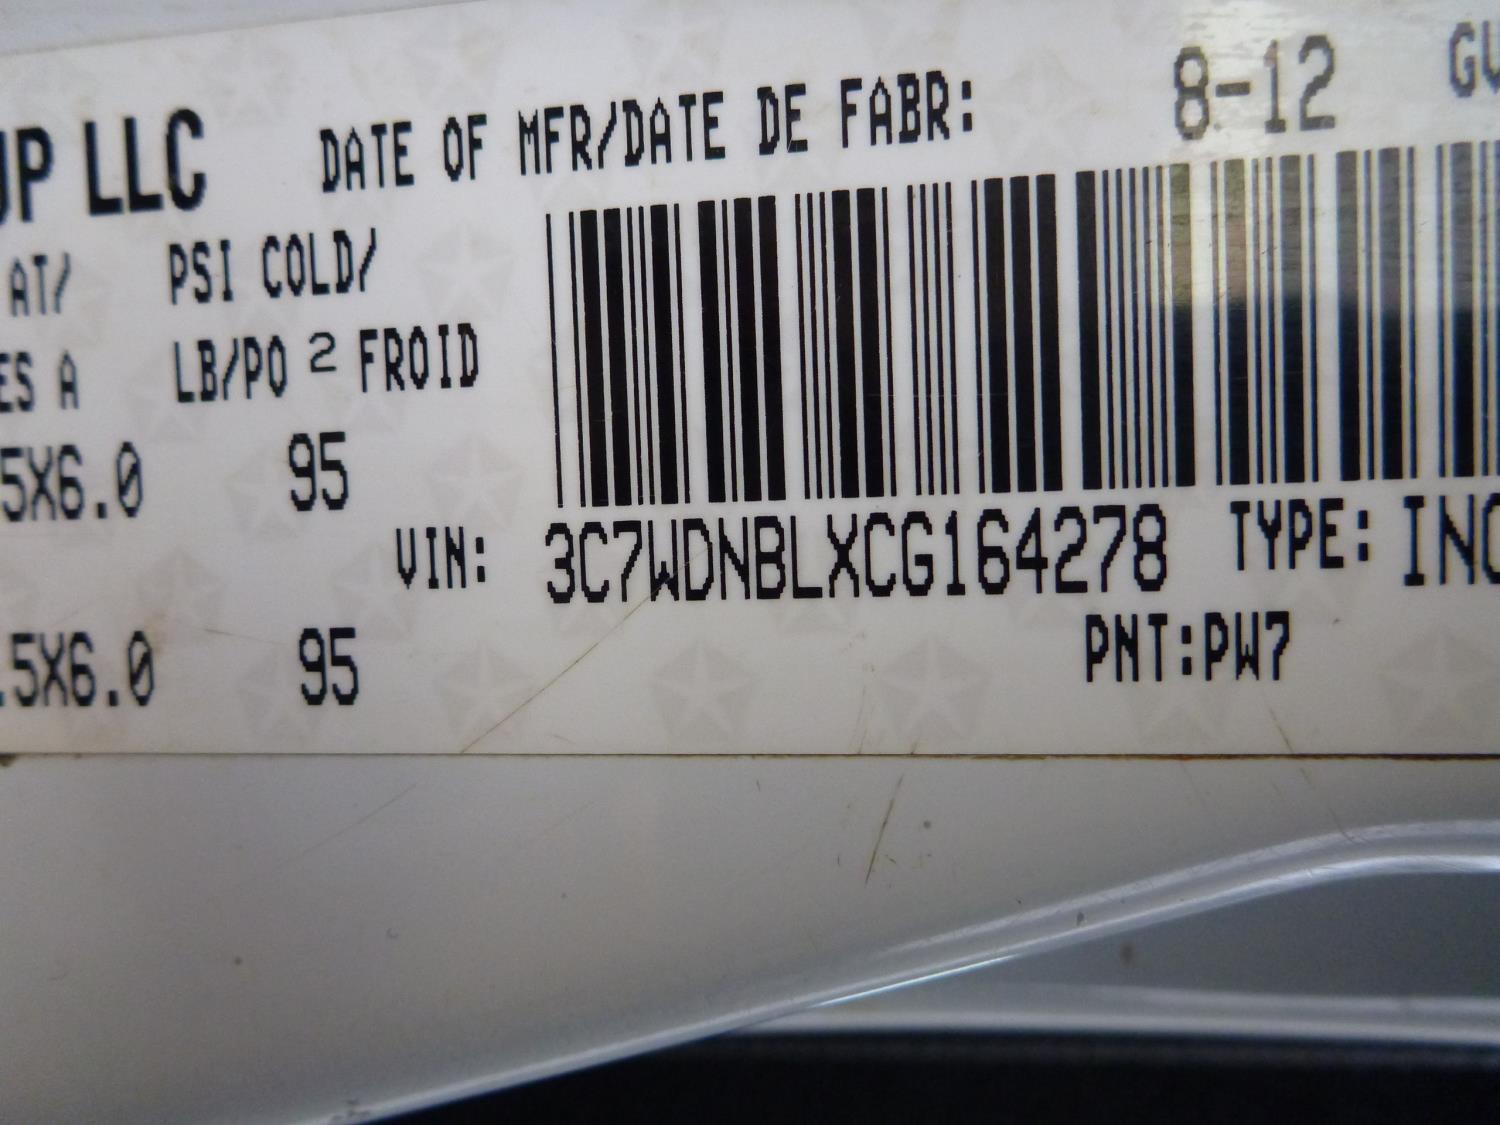 UP LLC DATE OF MFR/DATE DE FABR: 8-12
AT/ PSI COLD/
ES A LB/PO 2 FROID
5X6.0 95
VIN: 3C7WDNBLXCG164278 TYPE: INC
.5X6.0 95
PNT:PW7